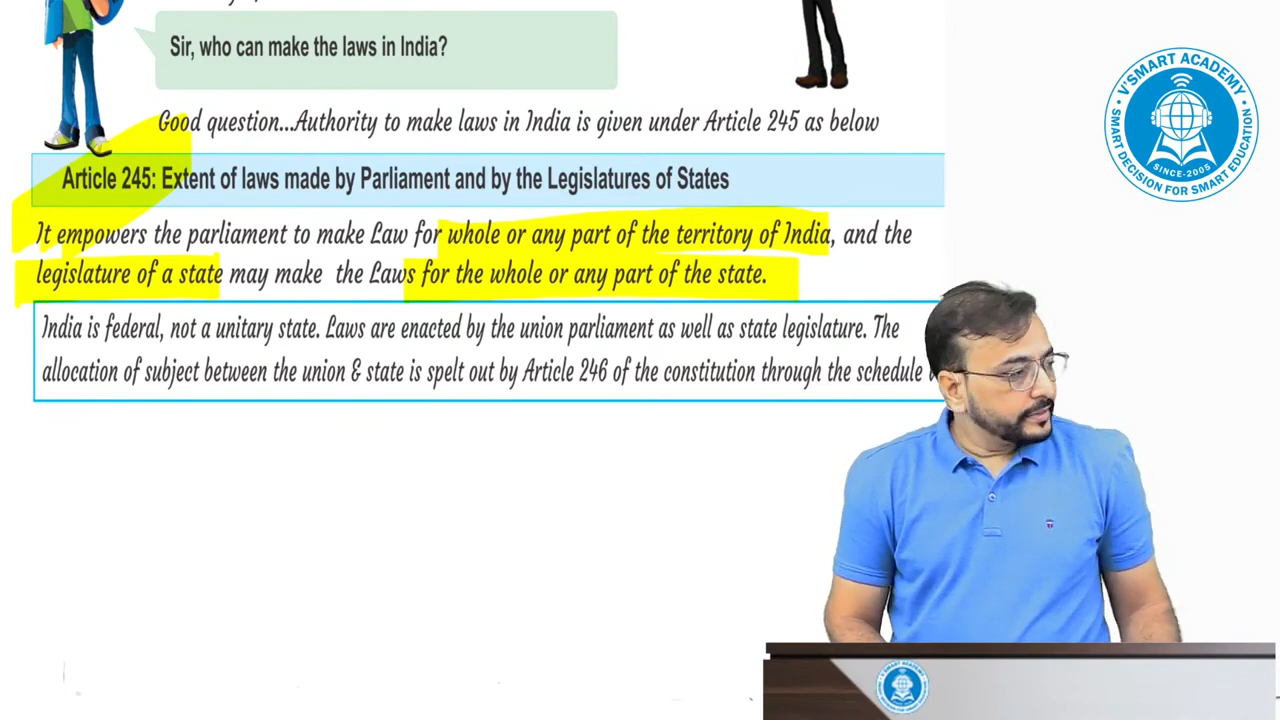 Sir, who can make the laws in India?
Good question...Authority to make laws in India is given under Article 245 as below
Article 245: Extent of laws made by Parliament and by the Legislatures of States
It empowers the parliament to make Law for whole or any part of the territory of India, and the
legislature of a state may make the Laws for the whole or any part of the state.
India is federal, not a unitary state. Laws are enacted by the union parliament as well as state legislature. The
allocation of subject between the union & state is spelt out by Article 246 of the constitution through the schedule
V'SMART ACADEMY
SINCE-2005
SMART DECISION FOR SMART EDUCATION
V'SMART ACADEMY